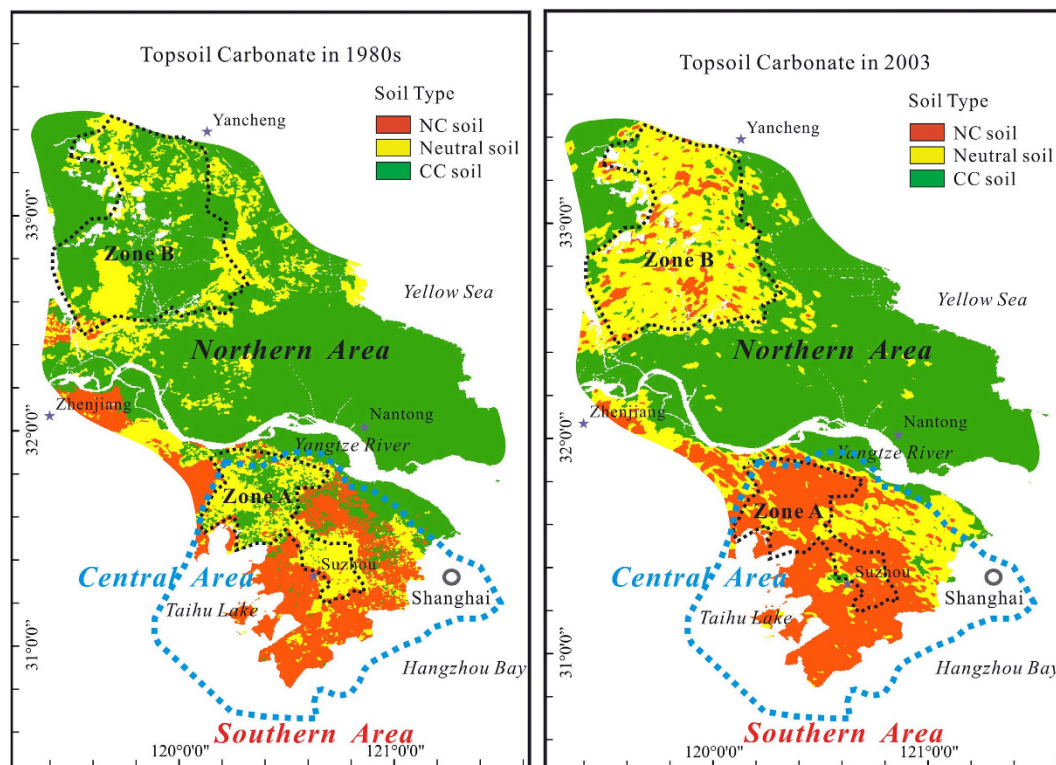 Topsoil Carbonate in 1980s
Soil Type
NC soil
Neutral soil
CC soil
Yancheng
33°0'0"
Zone B
Yellow Sea
Northern Area
Zhenjiang
Nantong
32°0'0"
Yangtze River
Zone A
Suzhou
Central Area
Shanghai
Taihu Lake
31°0'0"
Hangzhou Bay
Southern Area
120°0'0"
121°0'0"
Topsoil Carbonate in 2003
Soil Type
NC soil
Neutral soil
CC soil
Yancheng
33°0'0"
Zone B
Yellow Sea
Northern Area
Zhenjiang
Nantong
32°0'0"
Yangtze River
Zone A
Suzhou
Central Area
Shanghai
Taihu Lake
31°0'0"
Hangzhou Bay
Southern Area
120°0'0"
121°0'0"